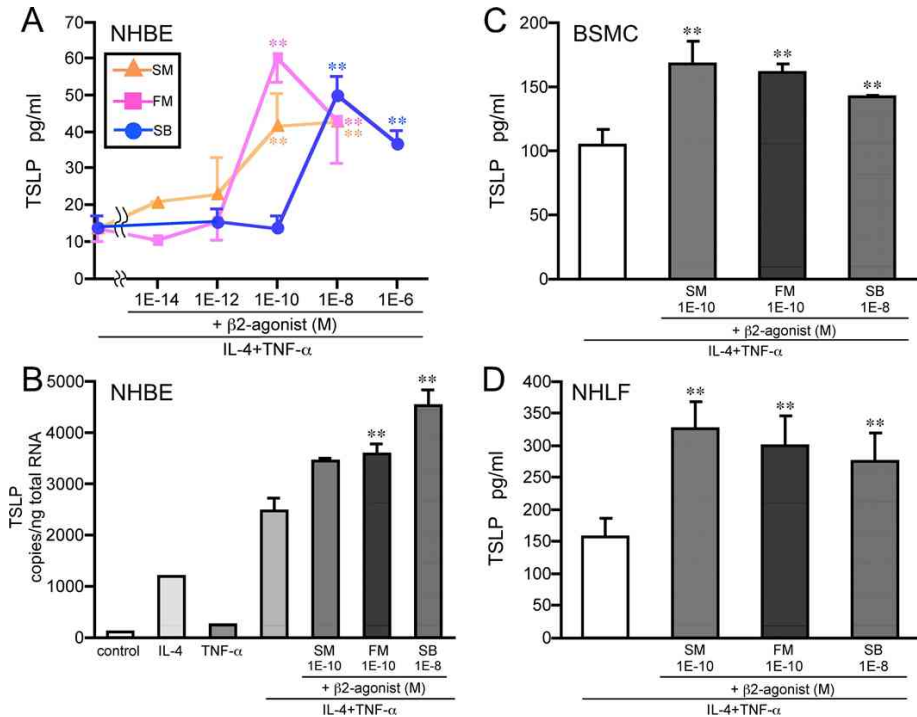 A
NHBE
TSLP pg/ml
70
60
50
40
30
20
10
0
SM
FM
SB
**
**
**
**
**
**
1E-14 1E-12 1E-10 1E-8 1E-6
+ β2-agonist (M)
IL-4+TNF-α
C
BSMC
TSLP pg/ml
200
150
100
50
0
**
**
**
SM FM SB
1E-10 1E-10 1E-8
+ β2-agonist (M)
IL-4+TNF-α
B
NHBE
TSLP
copies/ng total RNA
5000
4000
3000
2000
1000
0
**
**
control IL-4 TNF-α SM FM SB
1E-10 1E-10 1E-8
+ β2-agonist (M)
IL-4+TNF-α
D
NHLF
TSLP pg/ml
400
350
300
250
200
150
100
50
0
**
**
**
SM FM SB
1E-10 1E-10 1E-8
+ β2-agonist (M)
IL-4+TNF-α